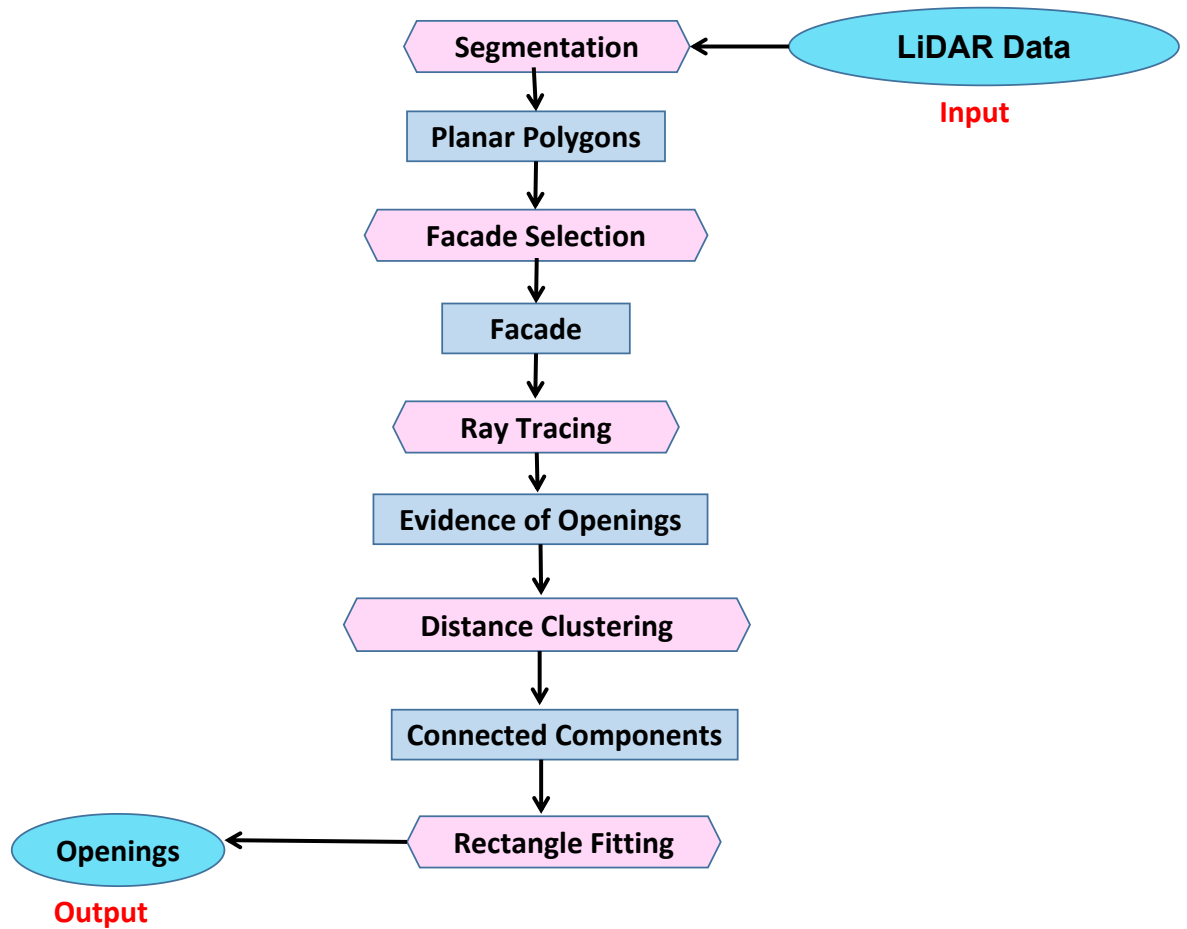 LiDAR Data
Input
Segmentation
Planar Polygons
Facade Selection
Facade
Ray Tracing
Evidence of Openings
Distance Clustering
Connected Components
Rectangle Fitting
Openings
Output